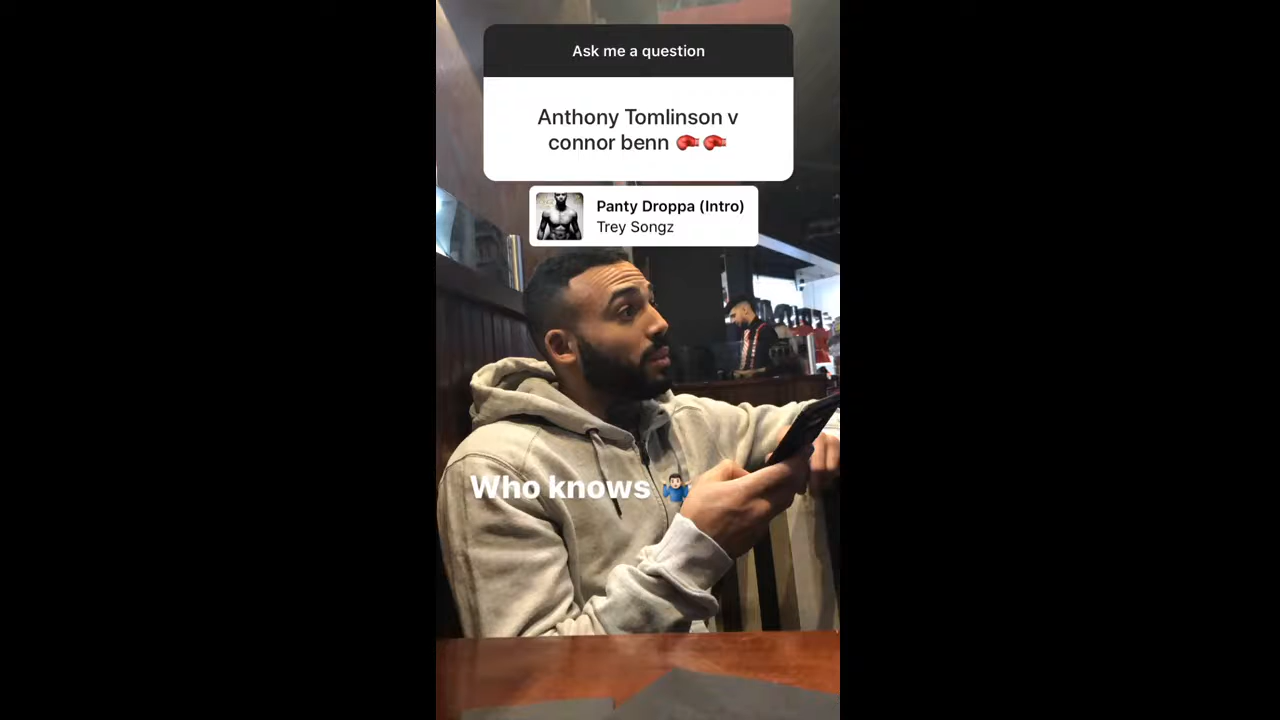 Ask me a question
Anthony Tomlinson v
connor benn 🥊🥊
Panty Droppa (Intro)
Trey Songz
Who knows 🤷🏻‍♂️